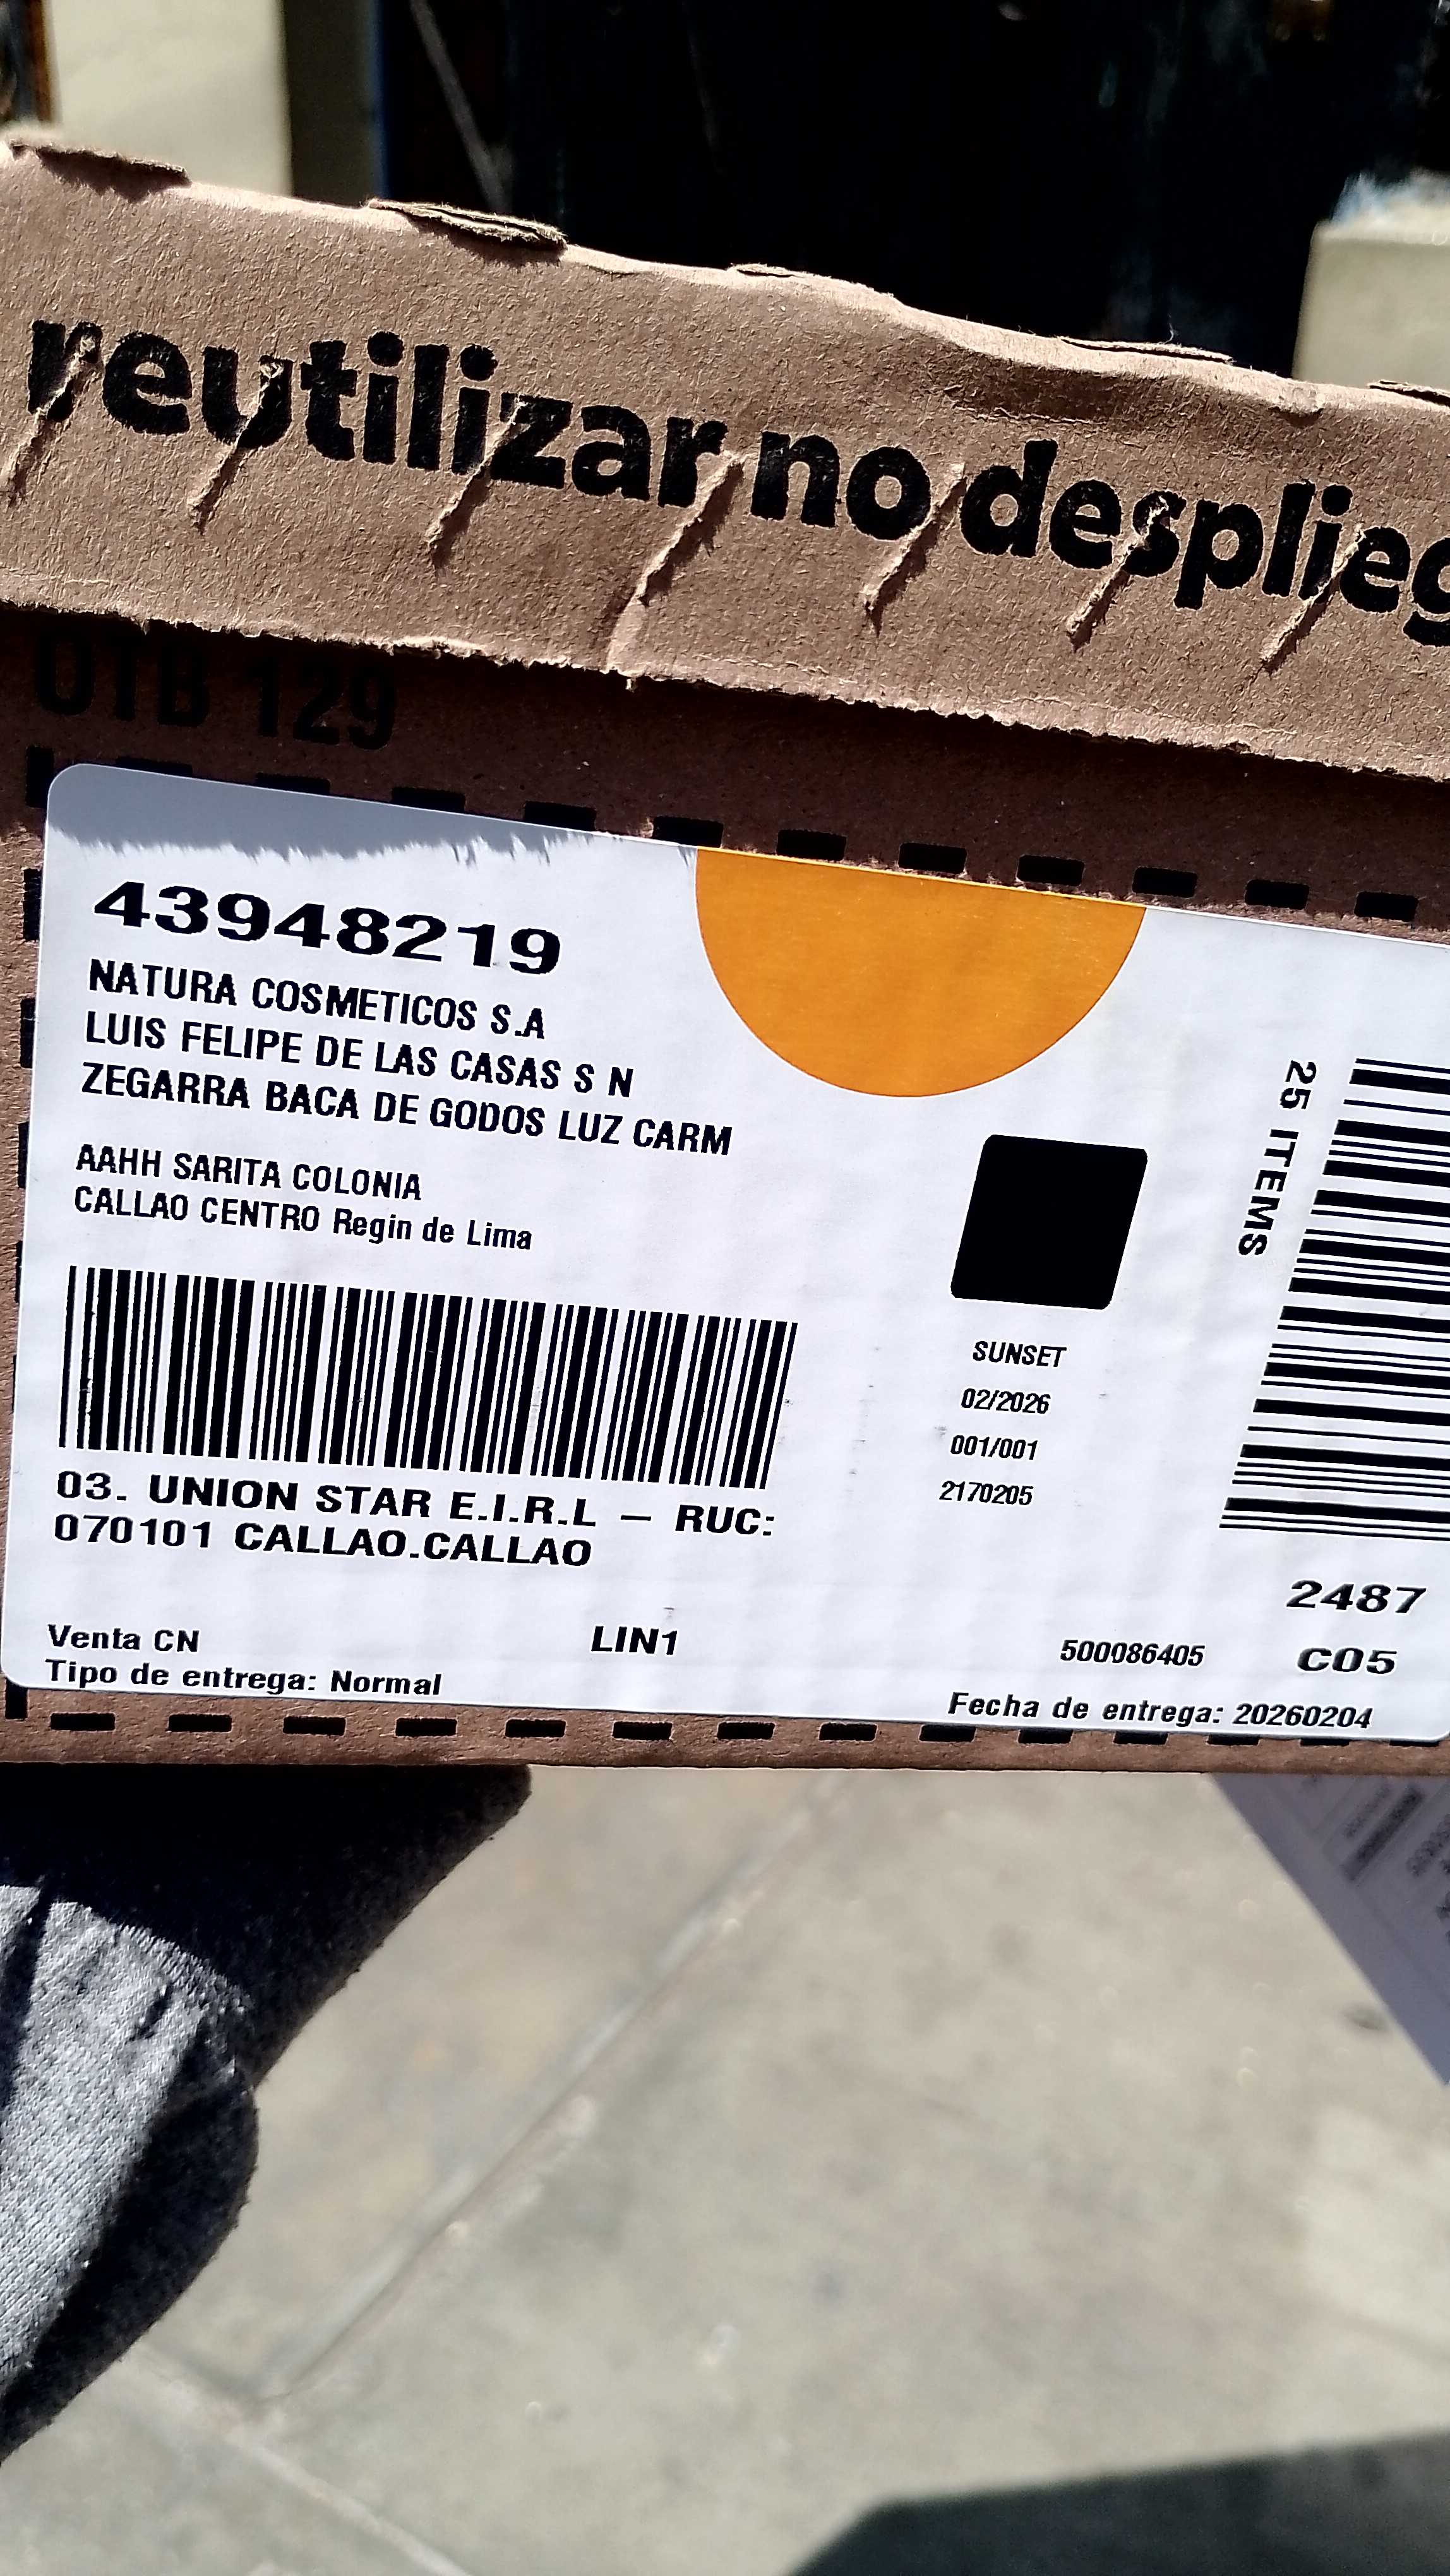 reutilizar no desplieg
OTB 129
43948219
NATURA COSMETICOS S.A
LUIS FELIPE DE LAS CASAS S N
ZEGARRA BACA DE GODOS LUZ CARM
AAHH SARITA COLONIA
CALLAO CENTRO Regin de Lima
25 ITEMS
SUNSET
02/2026
001/001
2170205
03. UNION STAR E.I.R.L – RUC:
070101 CALLAO.CALLAO
2487
Venta CN
LIN1
500086405
C05
Tipo de entrega: Normal
Fecha de entrega: 20260204